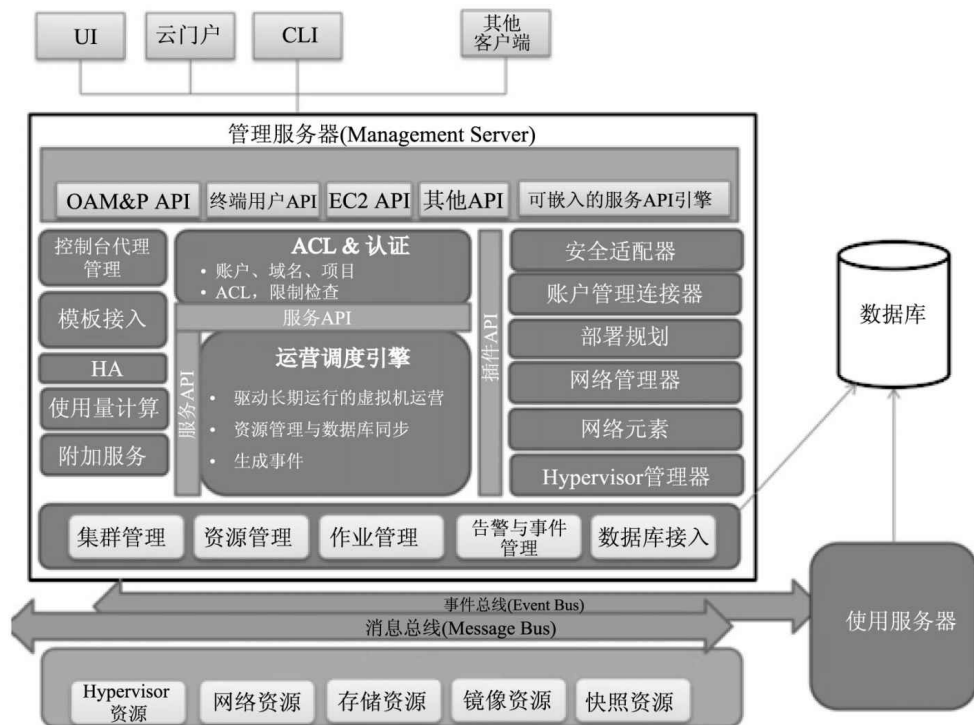 UI
云门户
CLI
其他
客户端
管理服务器(Management Server)
OAM&P API
终端用户API
EC2 API
其他API
可嵌入的服务API引擎
控制台代理
管理
模板接入
HA
使用量计算
附加服务
ACL & 认证
• 账户、域名、项目
• ACL，限制检查
服务API
服务API
运营调度引擎
• 驱动长期运行的虚拟机运营
• 资源管理与数据库同步
• 生成事件
插件API
安全适配器
账户管理连接器
部署规划
网络管理器
网络元素
Hypervisor管理器
数据库
集群管理
资源管理
作业管理
告警与事件
管理
数据库接入
事件总线(Event Bus)
消息总线(Message Bus)
使用服务器
Hypervisor
资源
网络资源
存储资源
镜像资源
快照资源